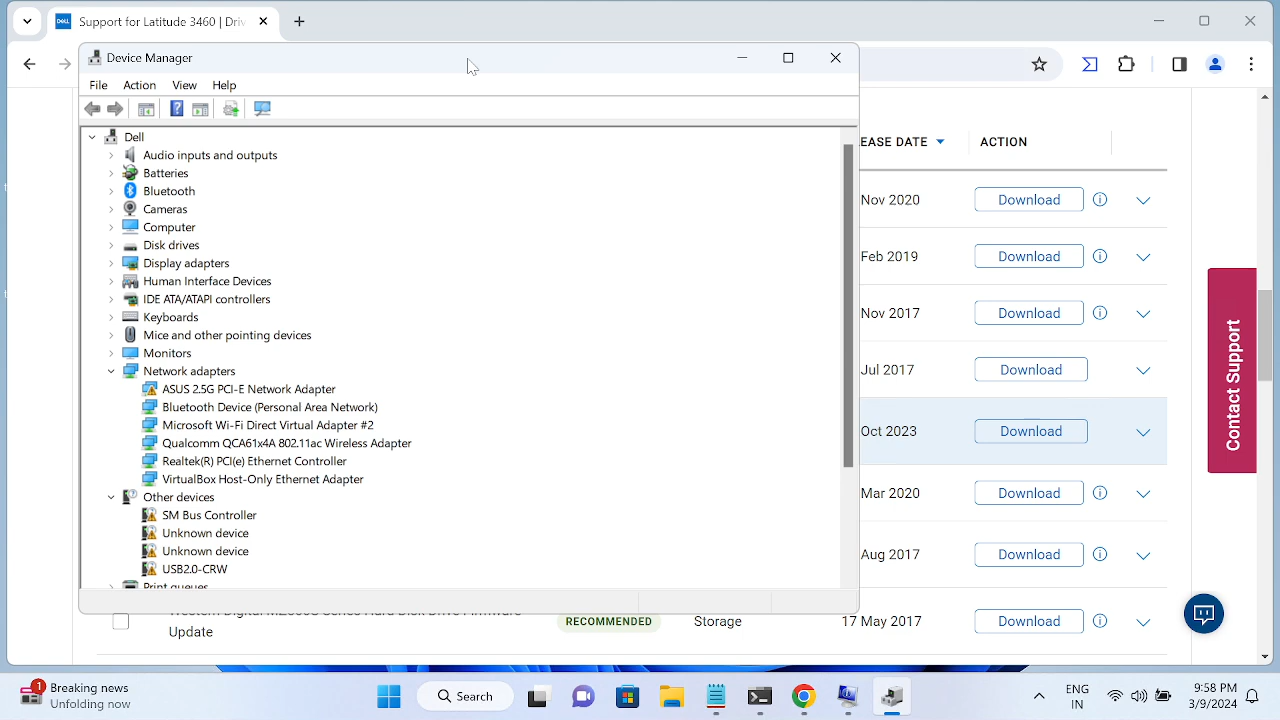 Support for Latitude 3460 | Driv
Device Manager
File Action View Help
Dell
Audio inputs and outputs
Batteries
Bluetooth
Cameras
Computer
Disk drives
Display adapters
Human Interface Devices
IDE ATA/ATAPI controllers
Keyboards
Mice and other pointing devices
Monitors
Network adapters
ASUS 2.5G PCI-E Network Adapter
Bluetooth Device (Personal Area Network)
Microsoft Wi-Fi Direct Virtual Adapter #2
Qualcomm QCA61x4A 802.11ac Wireless Adapter
Realtek(R) PCI(e) Ethernet Controller
VirtualBox Host-Only Ethernet Adapter
Other devices
SM Bus Controller
Unknown device
Unknown device
USB2.0-CRW
Print queues
EASE DATE ACTION
Nov 2020 Download
Feb 2019 Download
Nov 2017 Download
Jul 2017 Download
Oct 2023 Download
Mar 2020 Download
Aug 2017 Download
Update RECOMMENDED Storage 17 May 2017 Download
Contact Support
1
Breaking news
Unfolding now
Search
ENG
IN
9:58 PM
3/9/2024